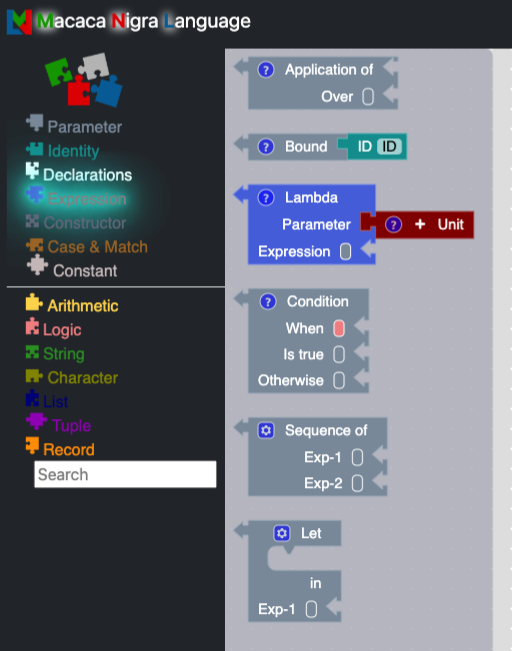 Macaca Nigra Language
Parameter
Identity
Declarations
Expression
Constructor
Case & Match
Constant
Arithmetic
Logic
String
Character
List
Tuple
Record
Search
? Application of
Over
? Bound ID ID
? Lambda
Parameter ? + Unit
Expression
? Condition
When
Is true
Otherwise
Sequence of
Exp-1
Exp-2
Let
in
Exp-1